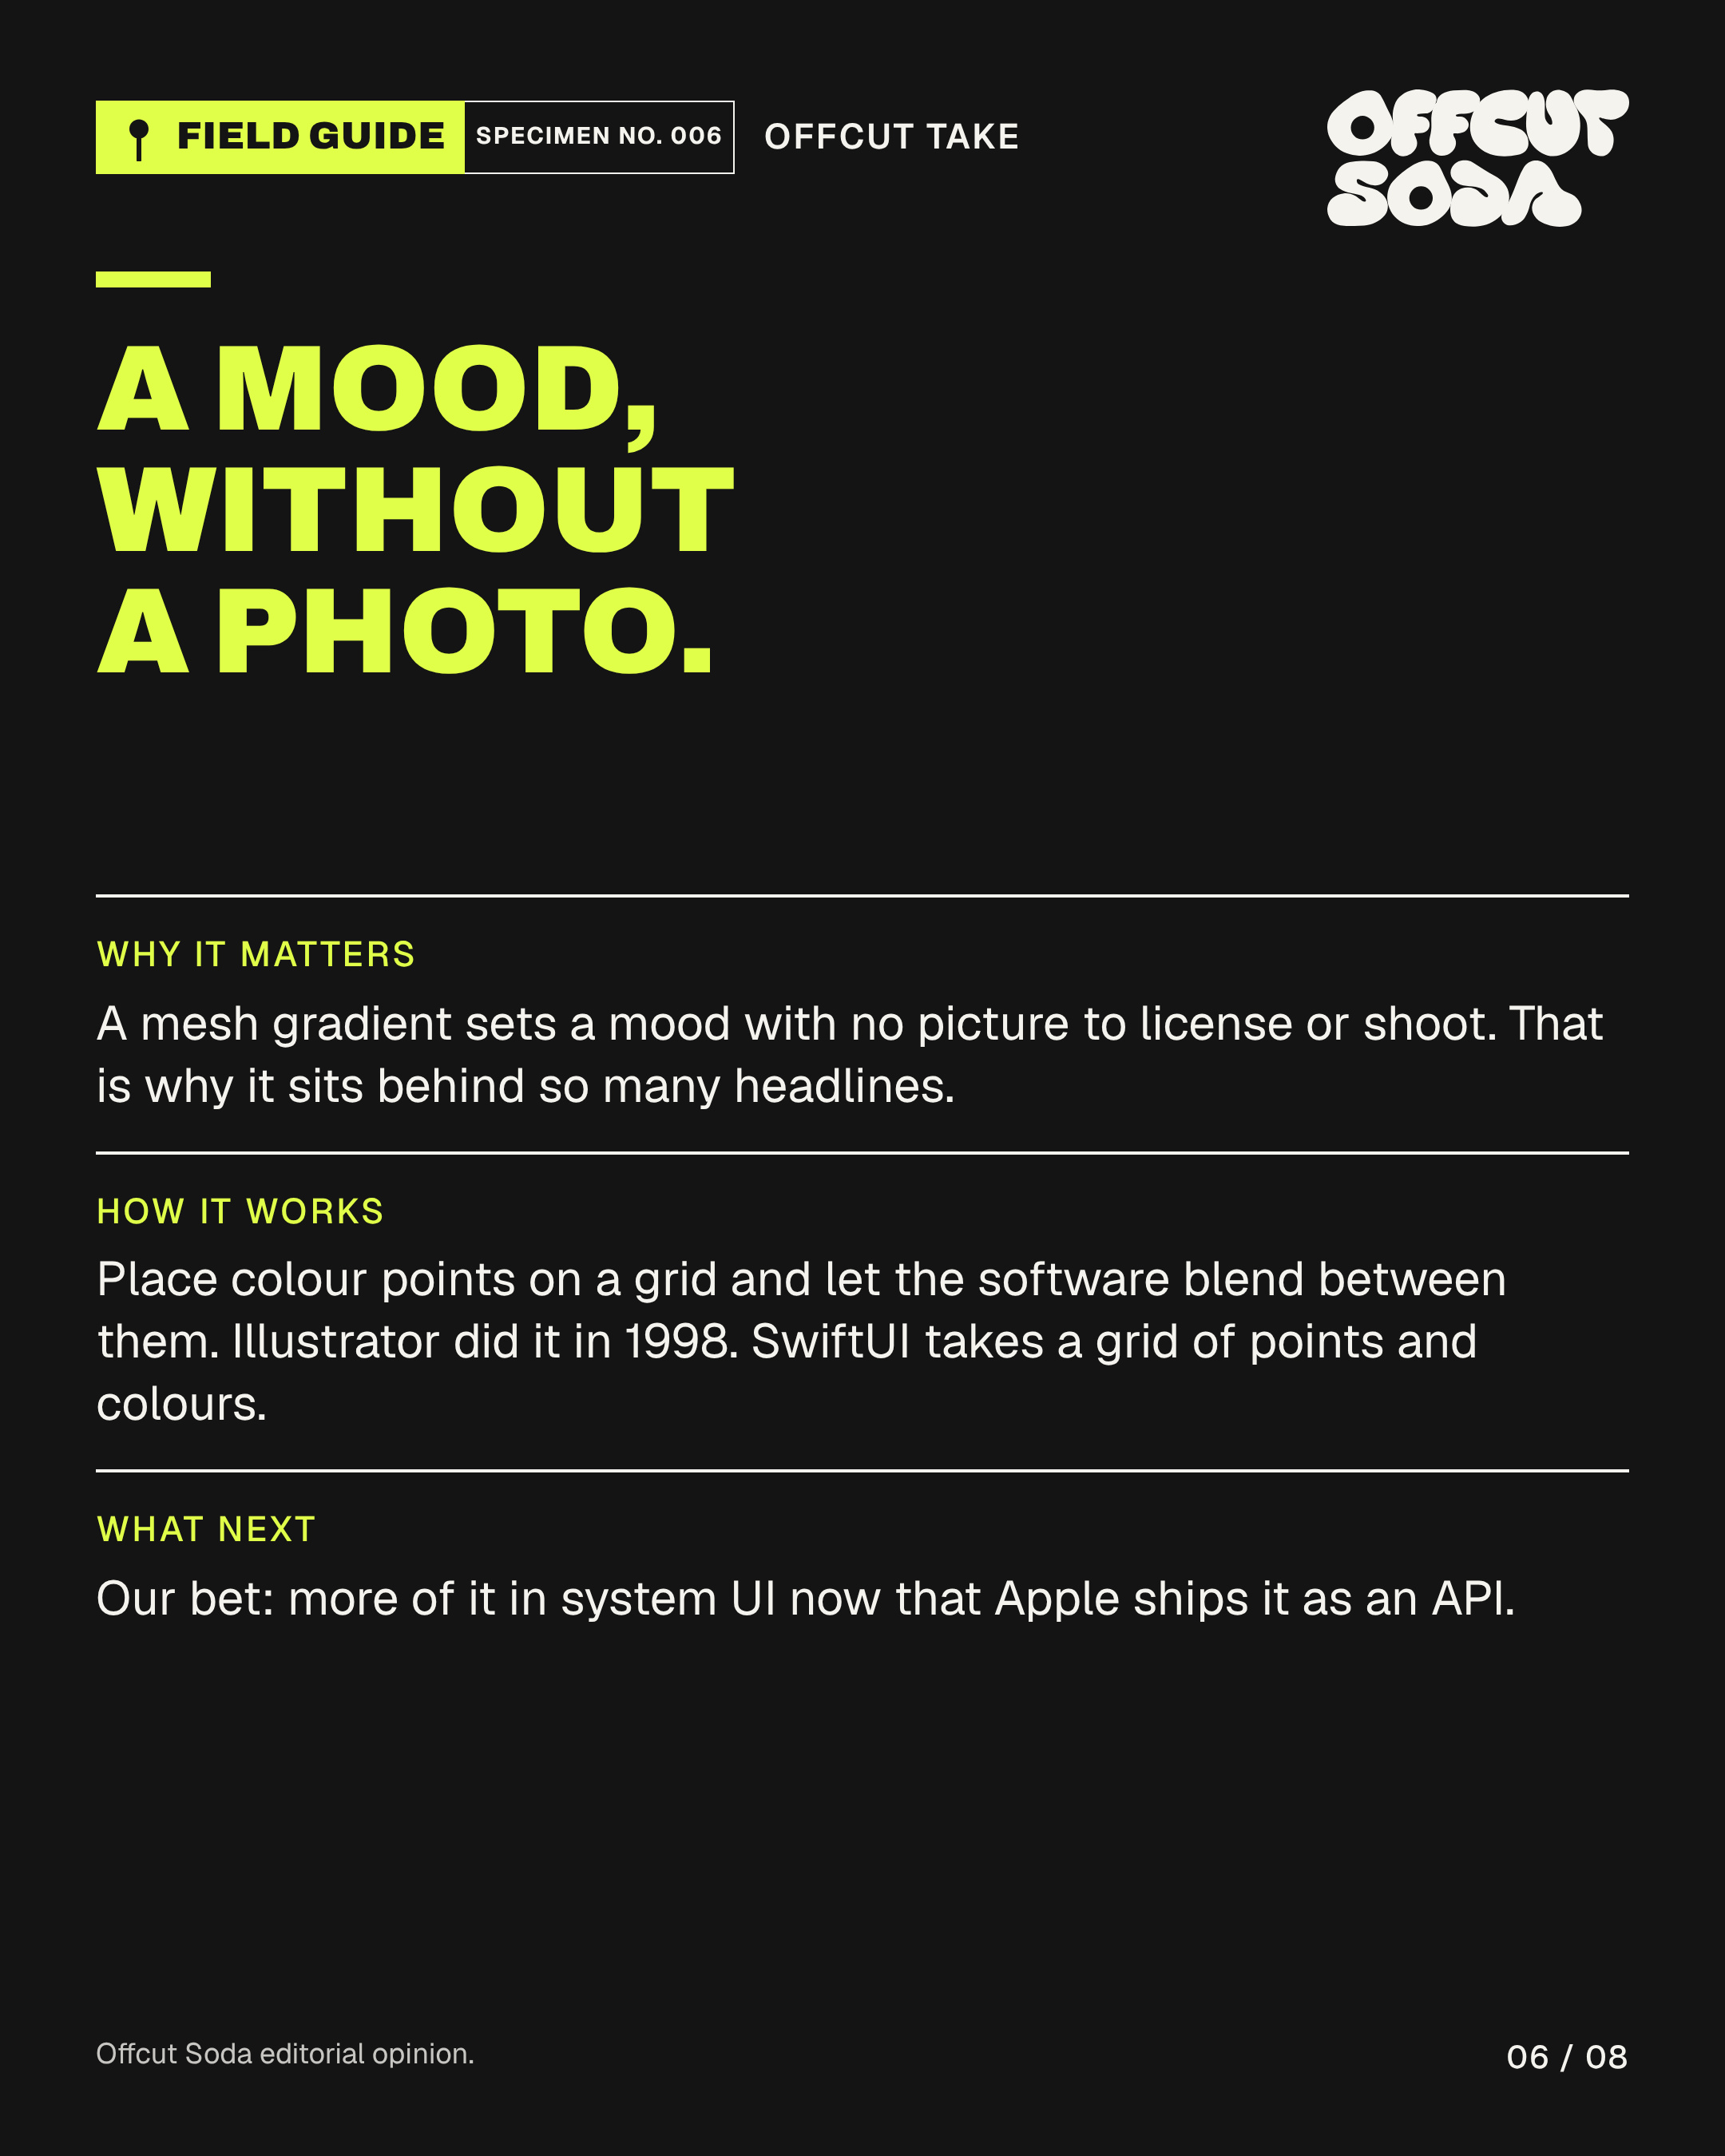 FIELD GUIDE SPECIMEN NO. 006 OFFCUT TAKE
OFFCUT
SODA
A MOOD,
WITHOUT
A PHOTO.
WHY IT MATTERS
A mesh gradient sets a mood with no picture to license or shoot. That
is why it sits behind so many headlines.
HOW IT WORKS
Place colour points on a grid and let the software blend between
them. Illustrator did it in 1998. SwiftUI takes a grid of points and
colours.
WHAT NEXT
Our bet: more of it in system UI now that Apple ships it as an API.
Offcut Soda editorial opinion.
06 / 08